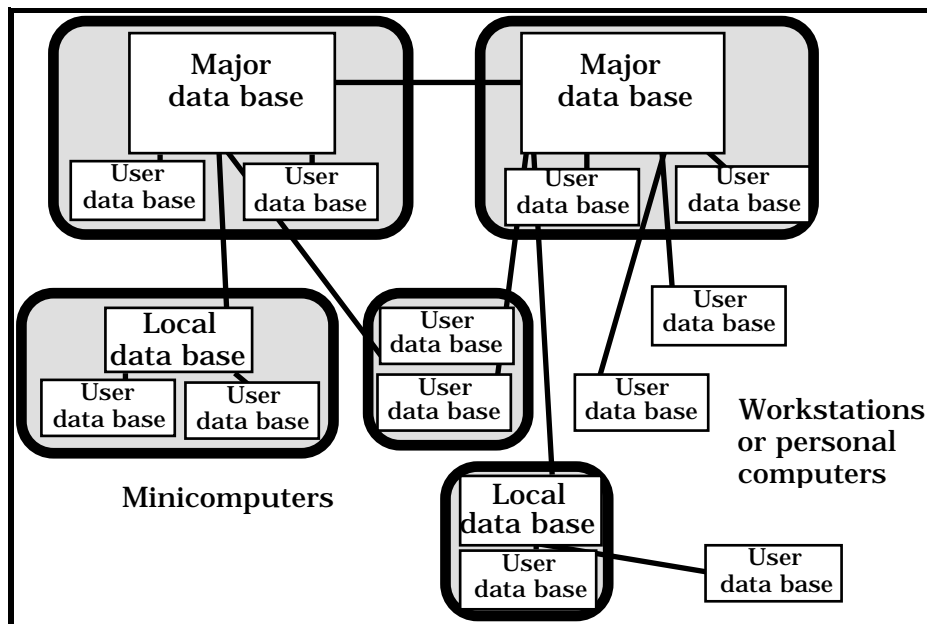 Major
data base
Major
data base
User
data base
User
data base
User
data base
User
data base
Local
data base
User
data base
User
data base
User
data base
User
data base
User
data base
User
data base
Workstations
or personal
computers
Minicomputers
Local
data base
User
data base
User
data base